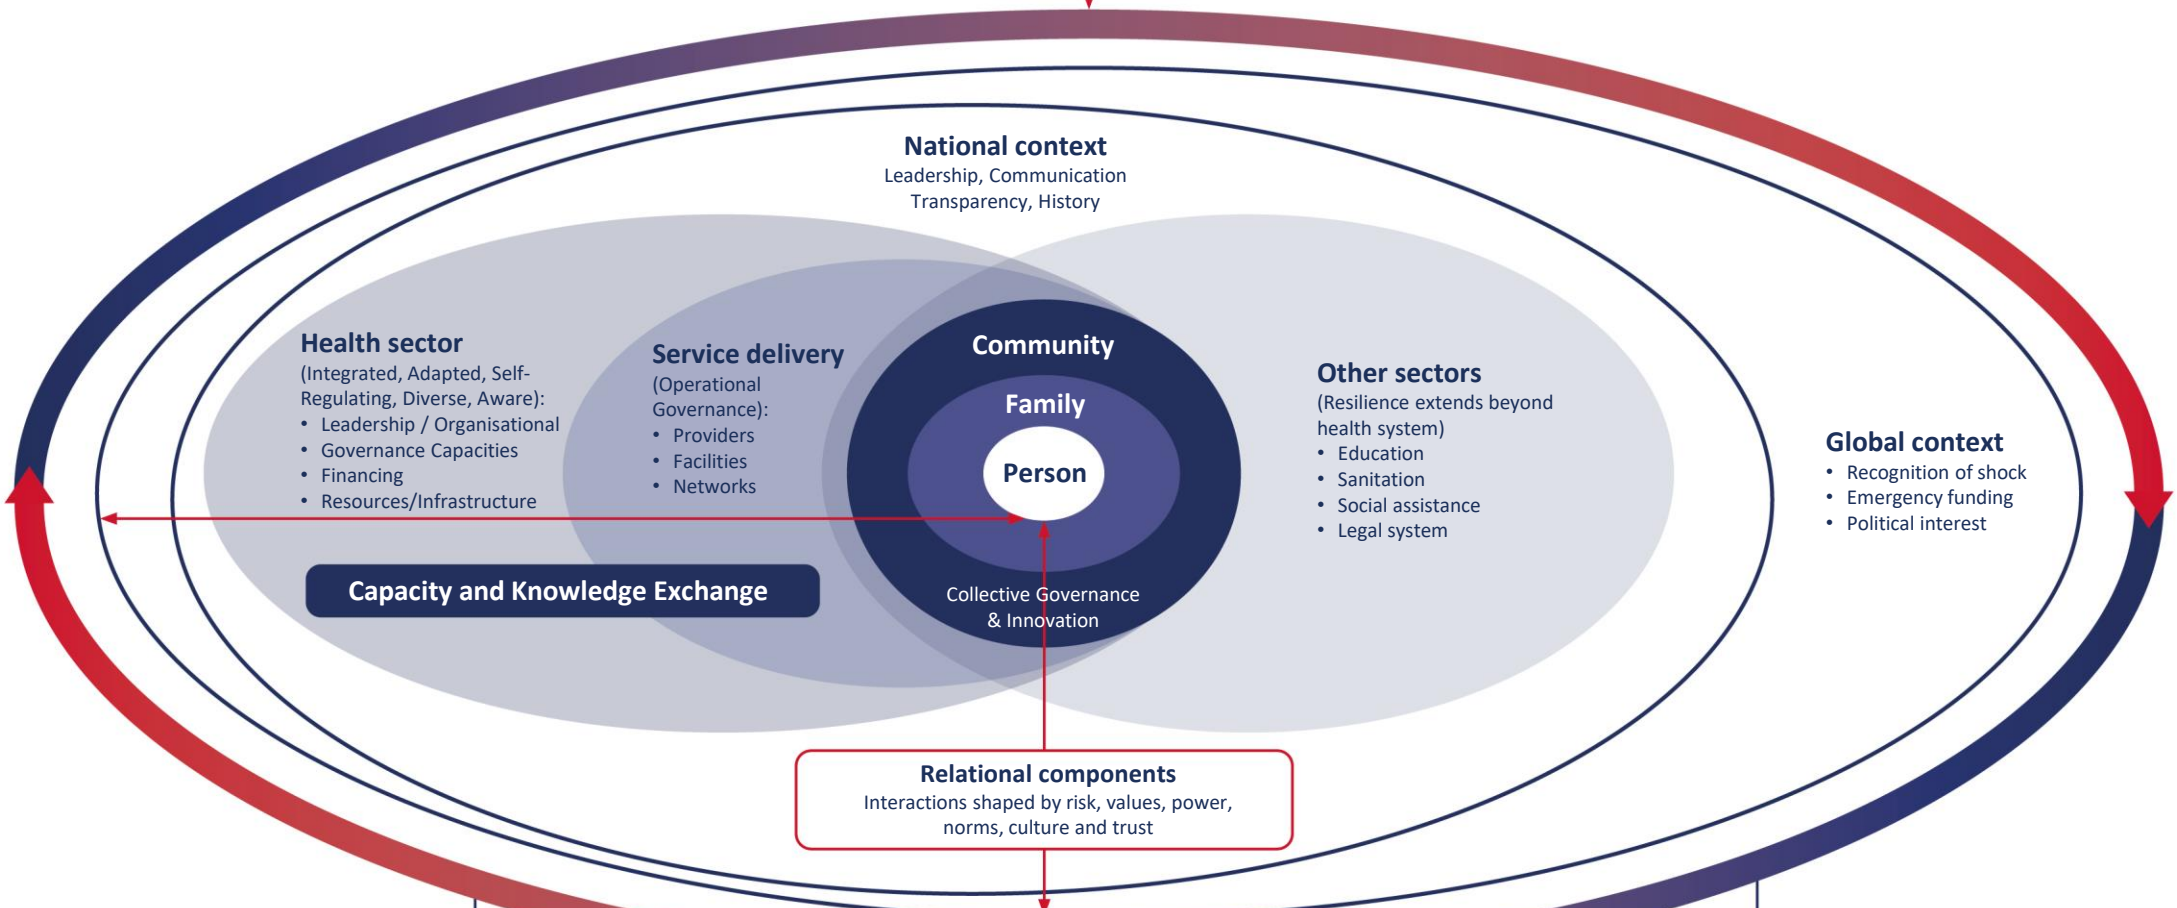 National context
Leadership, Communication
Transparency, History
Health sector
(Integrated, Adapted, Self-
Regulating, Diverse, Aware):
• Leadership / Organisational
• Governance Capacities
• Financing
• Resources/Infrastructure
Service delivery
(Operational
Governance):
• Providers
• Facilities
• Networks
Community
Family
Person
Collective Governance
& Innovation
Other sectors
(Resilience extends beyond
health system)
• Education
• Sanitation
• Social assistance
• Legal system
Global context
• Recognition of shock
• Emergency funding
• Political interest
Capacity and Knowledge Exchange
Relational components
Interactions shaped by risk, values, power,
norms, culture and trust